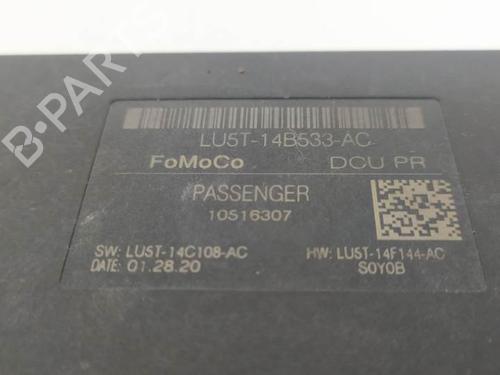 LU5T-14B533-AC
FoMoCo DCU PR
PASSENGER
10516307
SW: LU5T-14C108-AC HW: LU5T-14F144-AC
DATE: 01.28.20 S0Y0B